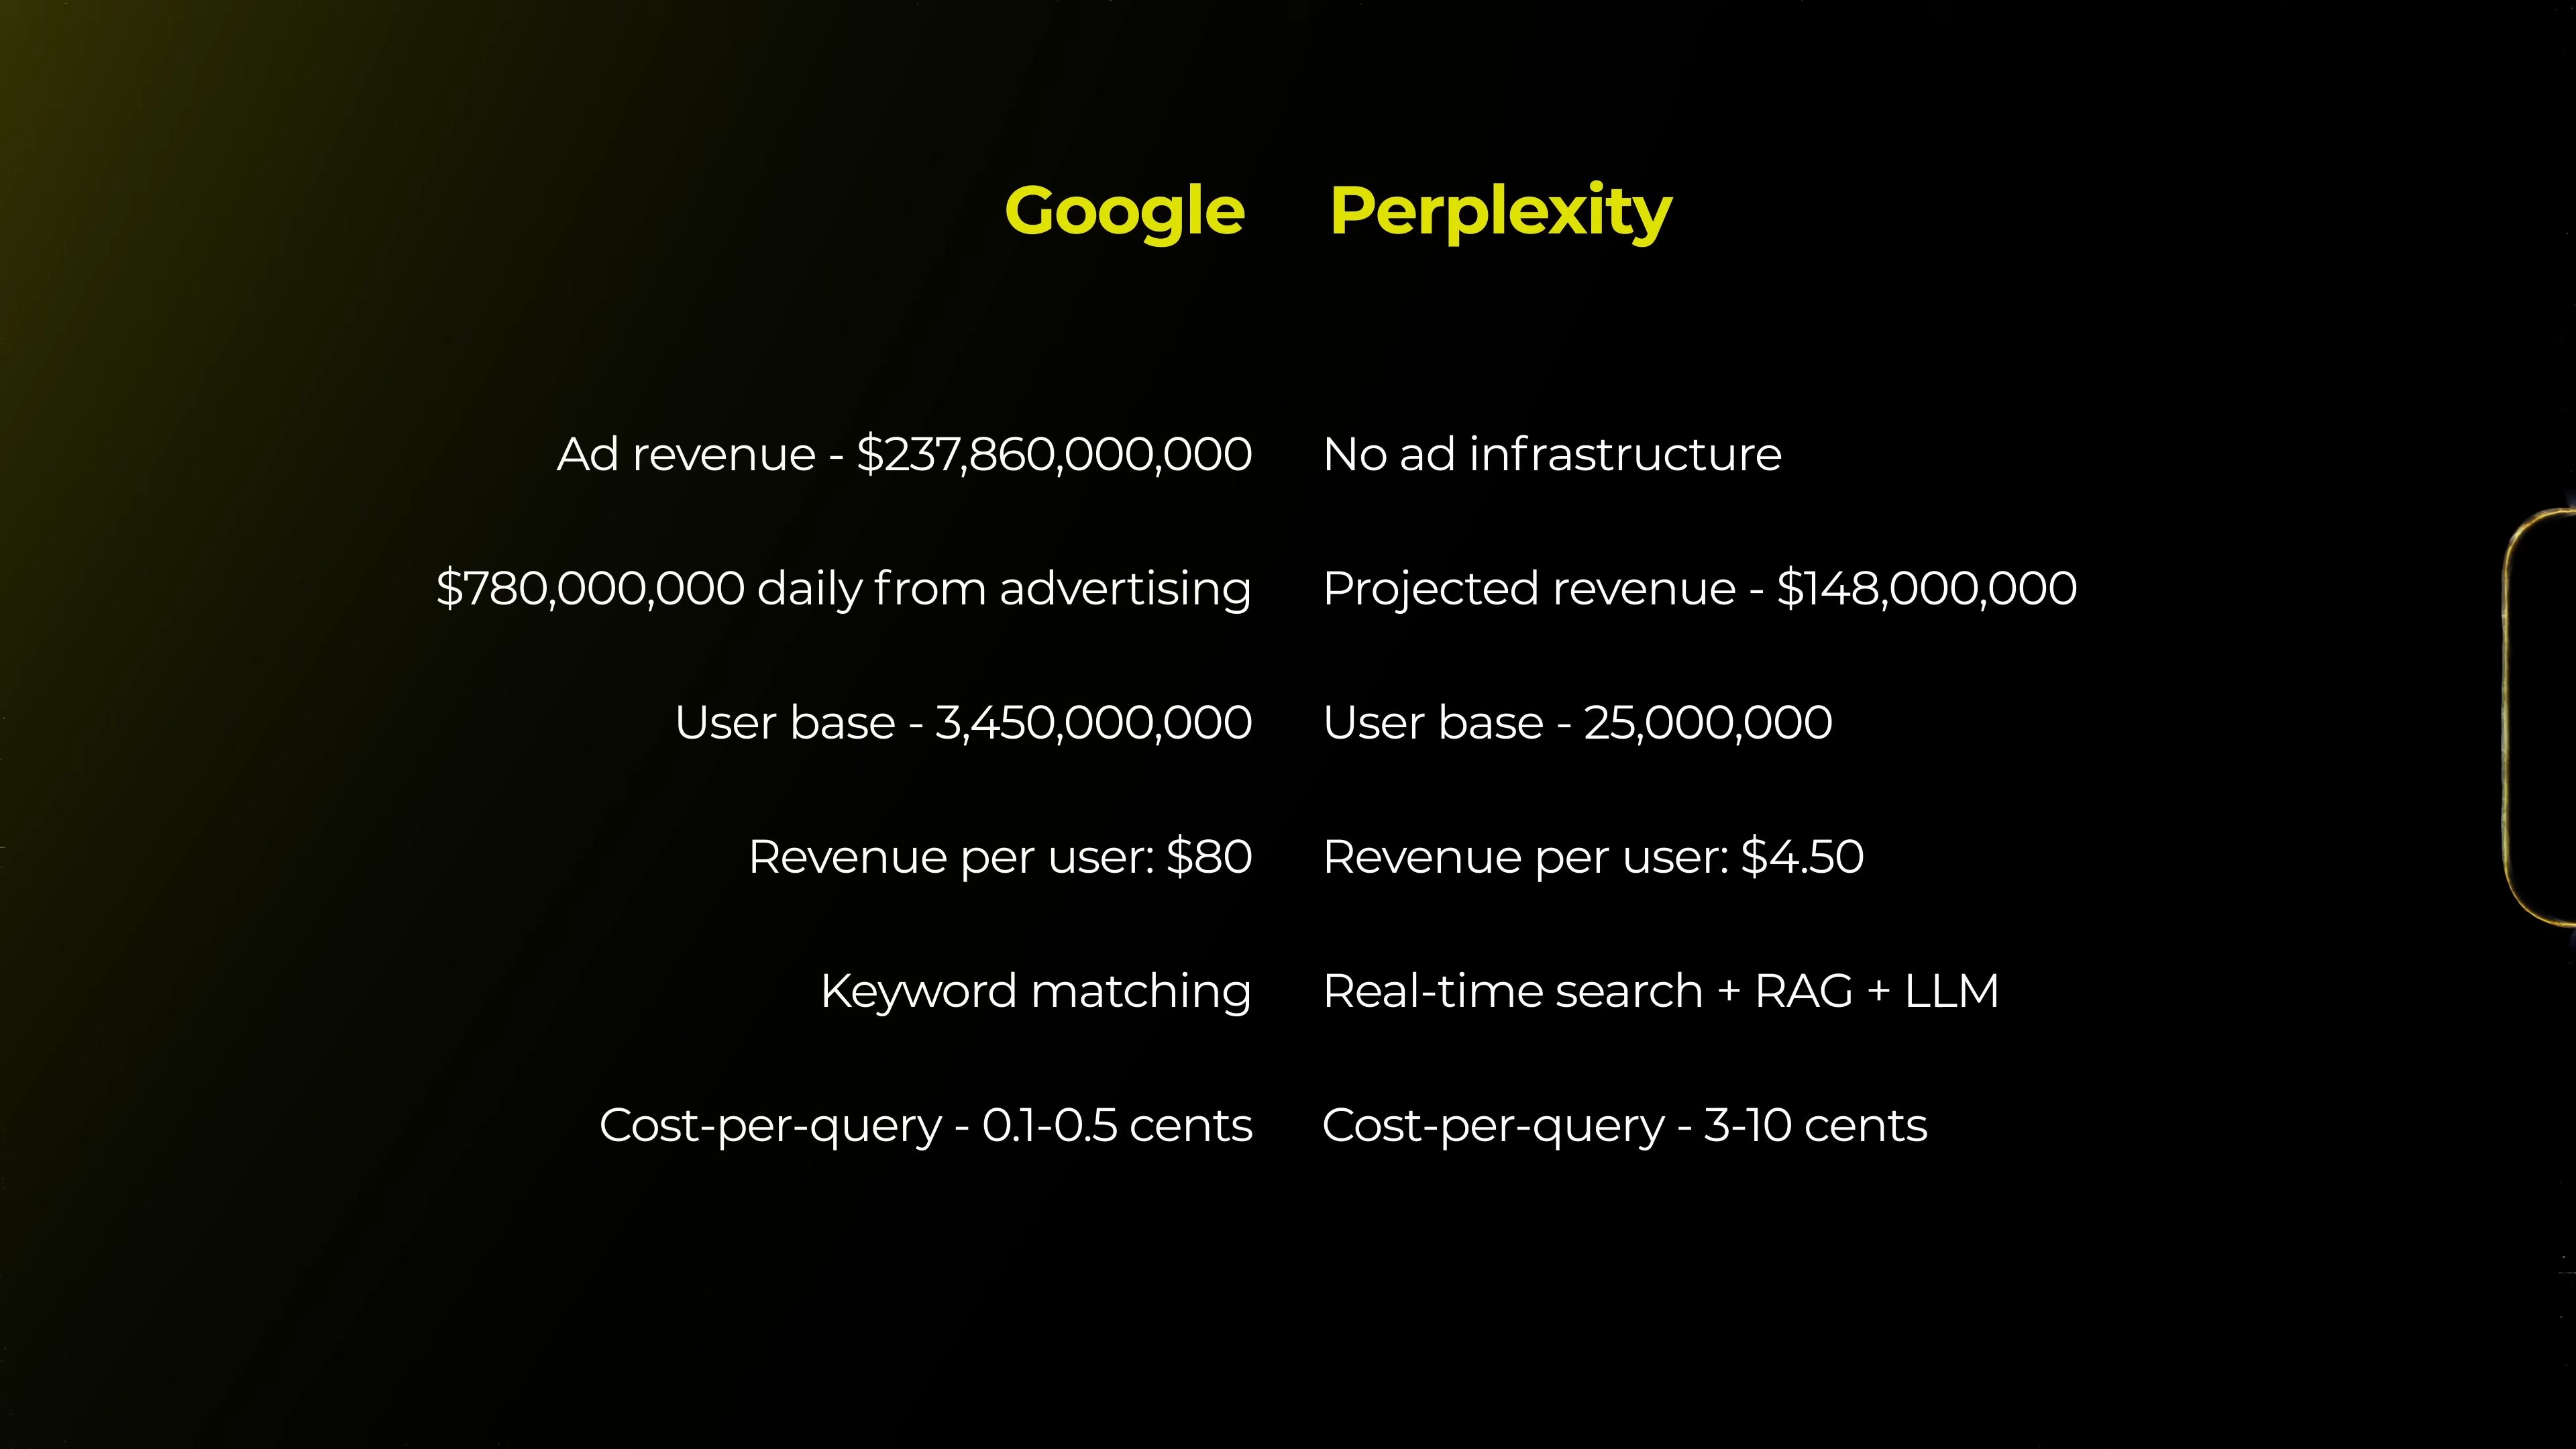 Google
Perplexity
Ad revenue - $237,860,000,000
No ad infrastructure
$780,000,000 daily from advertising
Projected revenue - $148,000,000
User base - 3,450,000,000
User base - 25,000,000
Revenue per user: $80
Revenue per user: $4.50
Keyword matching
Real-time search + RAG + LLM
Cost-per-query - 0.1-0.5 cents
Cost-per-query - 3-10 cents